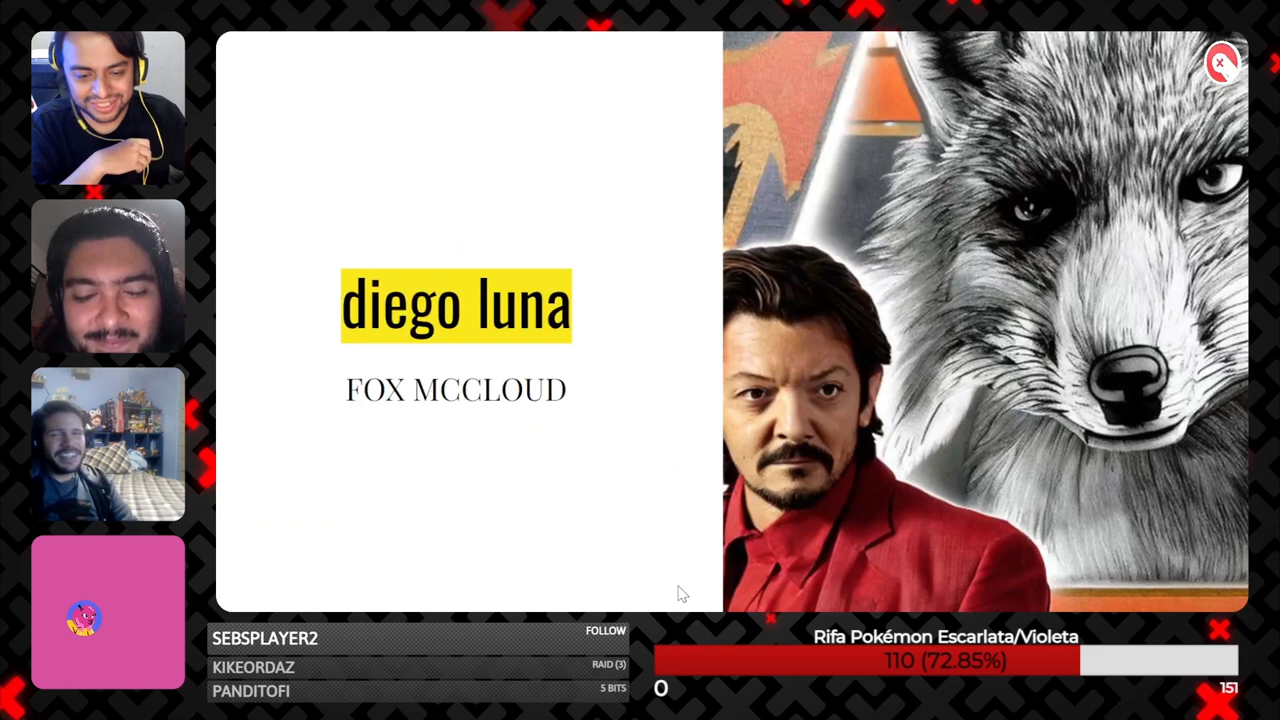 diego luna
FOX MCCLOUD
SEBSPLAYER2 FOLLOW
KIKEORDAZ RAID (3)
PANDITOFI 5 BITS
Rifa Pokémon Escarlata/Violeta
110 (72.85%)
0 151